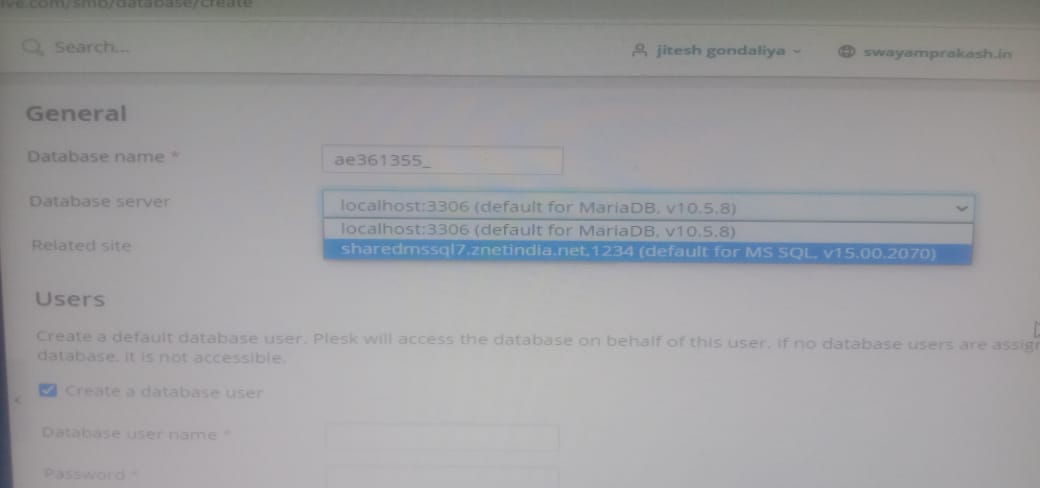 ive.com/smb/database/create
Search...
jitesh gondaliya
swayamprakash.in
General
Database name *
ae361355_
Database server
localhost:3306 (default for MariaDB, v10.5.8)
localhost:3306 (default for MariaDB, v10.5.8)
sharedmssql7.znetindia.net,1234 (default for MS SQL, v15.00.2070)
Related site
Users
Create a default database user. Plesk will access the database on behalf of this user. If no database users are assig
database, it is not accessible.
Create a database user
Database user name *
Password *